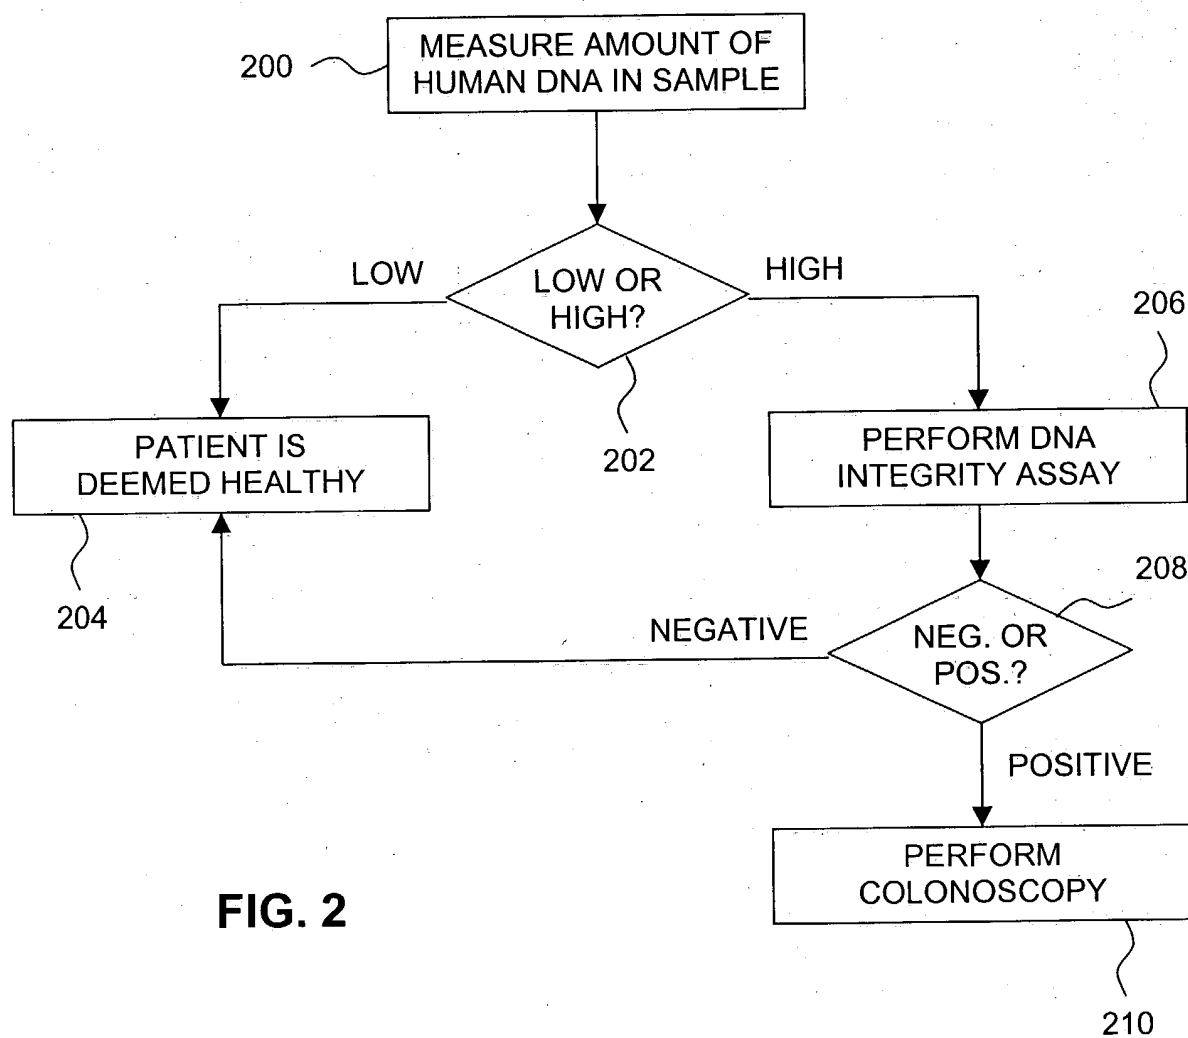 MEASURE AMOUNT OF
HUMAN DNA IN SAMPLE
200
LOW
LOW OR
HIGH?
HIGH
202
206
PATIENT IS
DEEMED HEALTHY
204
PERFORM DNA
INTEGRITY ASSAY
208
NEGATIVE
NEG. OR
POS.?
POSITIVE
PERFORM
COLONOSCOPY
210
FIG. 2